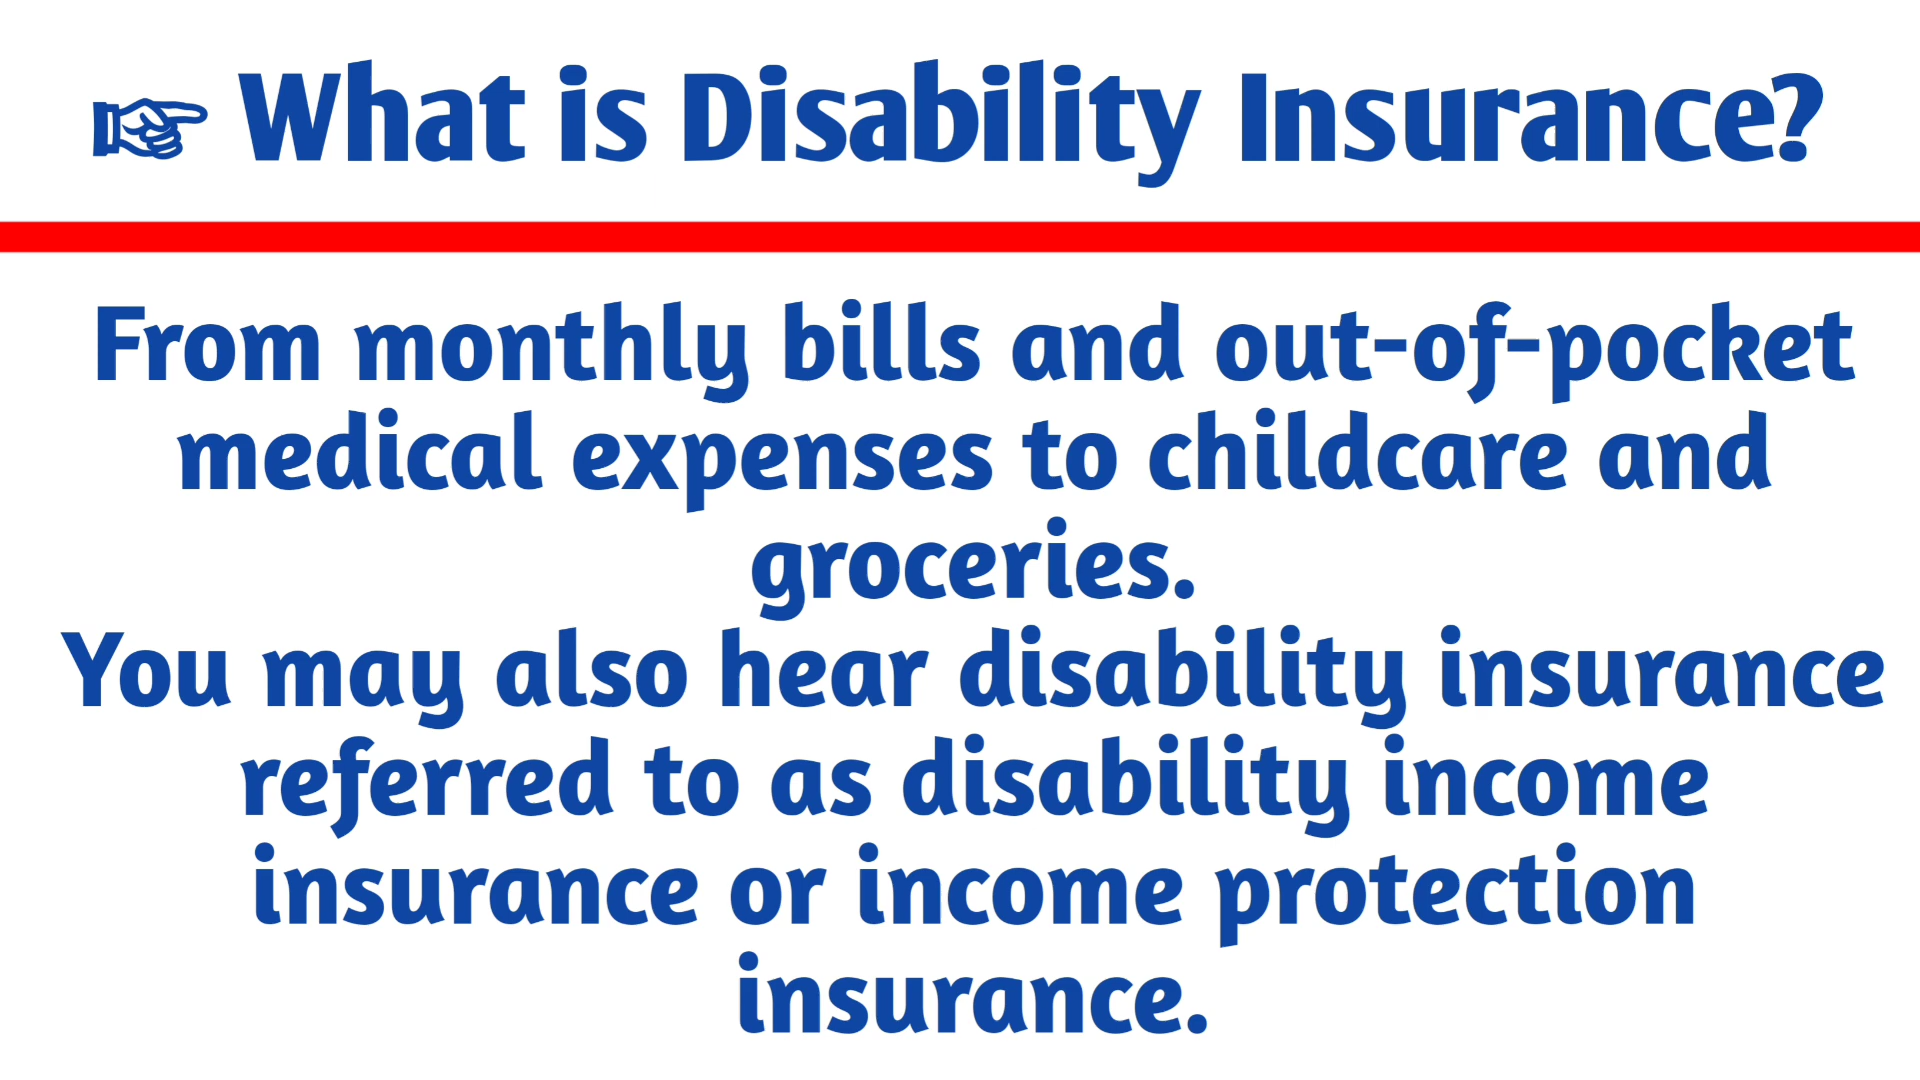 ☞ What is Disability Insurance?
From monthly bills and out-of-pocket
medical expenses to childcare and
groceries.
You may also hear disability insurance
referred to as disability income
insurance or income protection
insurance.